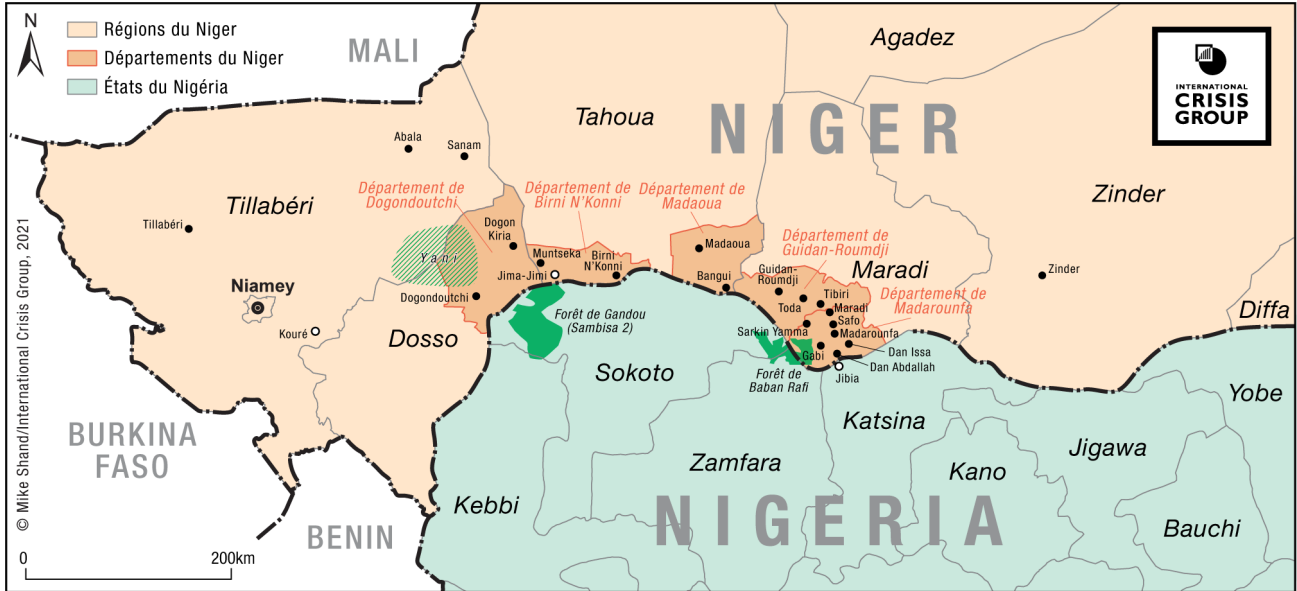 N
Régions du Niger
Départements du Niger
États du Nigéria
MALI
Agadez
INTERNATIONAL
CRISIS
GROUP
Tahoua
NIGER
Abala
Sanam
Zinder
Département de
Dogondoutchi
Département de
Birni N'Konni
Département de
Madaoua
Tillabéri
Tillabéri
Dogon
Kiria
Yani
Muntseka
Birni
N'Konni
Jima-Jimi
Madaoua
Bangui
Département de
Guidan-Roumdji
Guidan-
Roumdji
Maradi
Zinder
Niamey
Dogondoutchi
Toda
Tibiri
Maradi
Département de
Madarounfa
Safo
Sarkin Yamma
Madarounfa
Diffa
Kouré
Dosso
Forêt de Gandou
(Sambisa 2)
Gabi
Dan Issa
Dan Abdallah
Jibia
Forêt de
Baban Rafi
Sokoto
Yobe
Katsina
BURKINA
FASO
Jigawa
Zamfara
Kano
Kebbi
NIGERIA
Bauchi
BENIN
© Mike Shand/International Crisis Group, 2021
0 200km